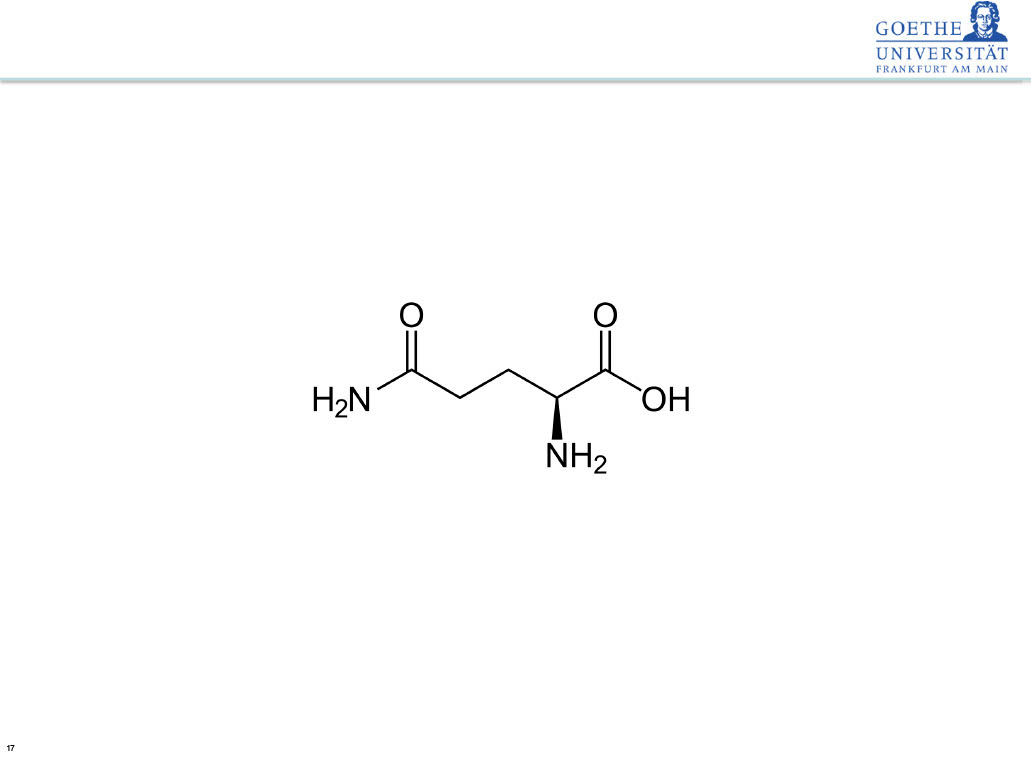 GOETHE
UNIVERSITÄT
FRANKFURT AM MAIN
O O
H2N OH
NH2
17